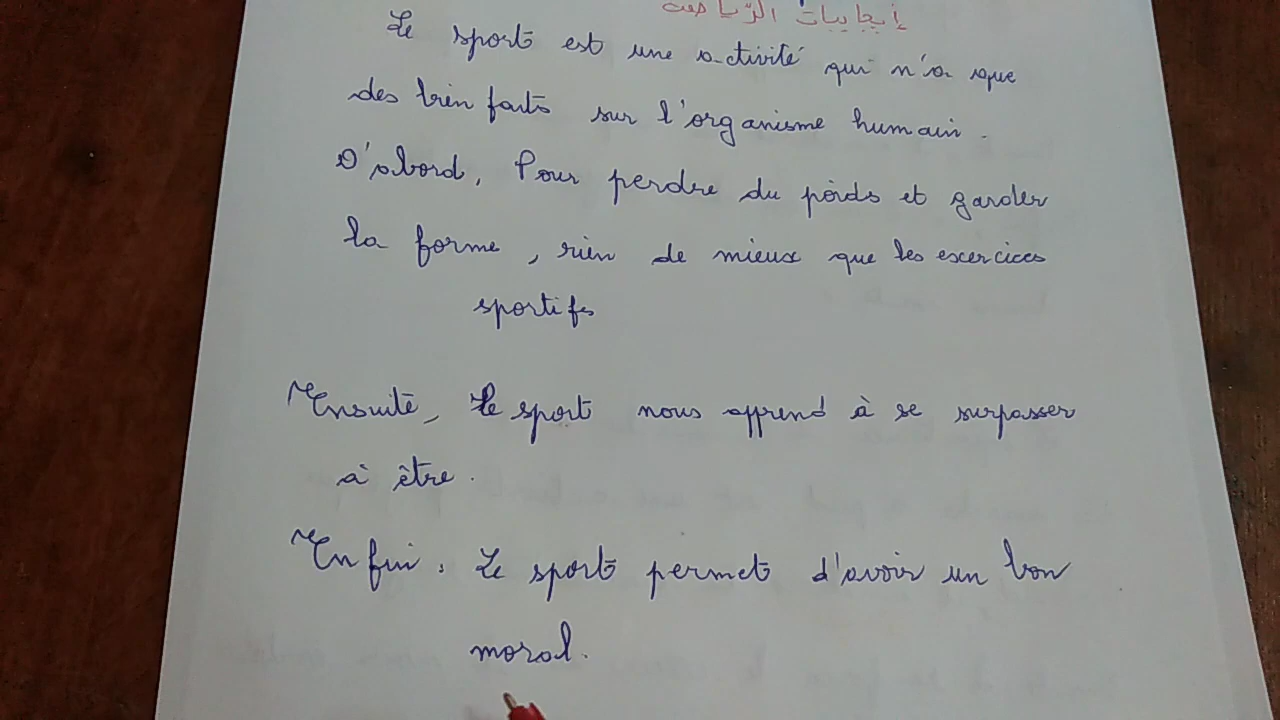 إيجابيات الرّياضة
Le sport est une activité qui n'a que
des bien faits sur l'organisme humain.
D'abord, Pour perdre du poids et garder
la forme, rien de mieux que les exercices
sportifs
Ensuite, Le sport nous apprend à se surpasser
à être.
Enfin, Le sport permet d'avoir un bon
moral.